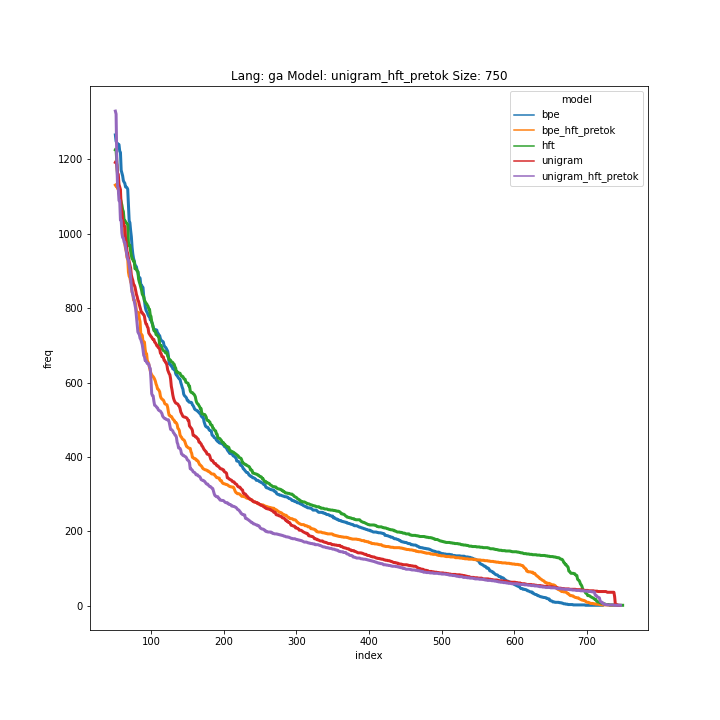 Lang: ga Model: unigram_hft_pretok Size: 750
model
bpe
bpe_hft_pretok
hft
unigram
unigram_hft_pretok
freq
1200
1000
800
600
400
200
0
100 200 300 400 500 600 700
index